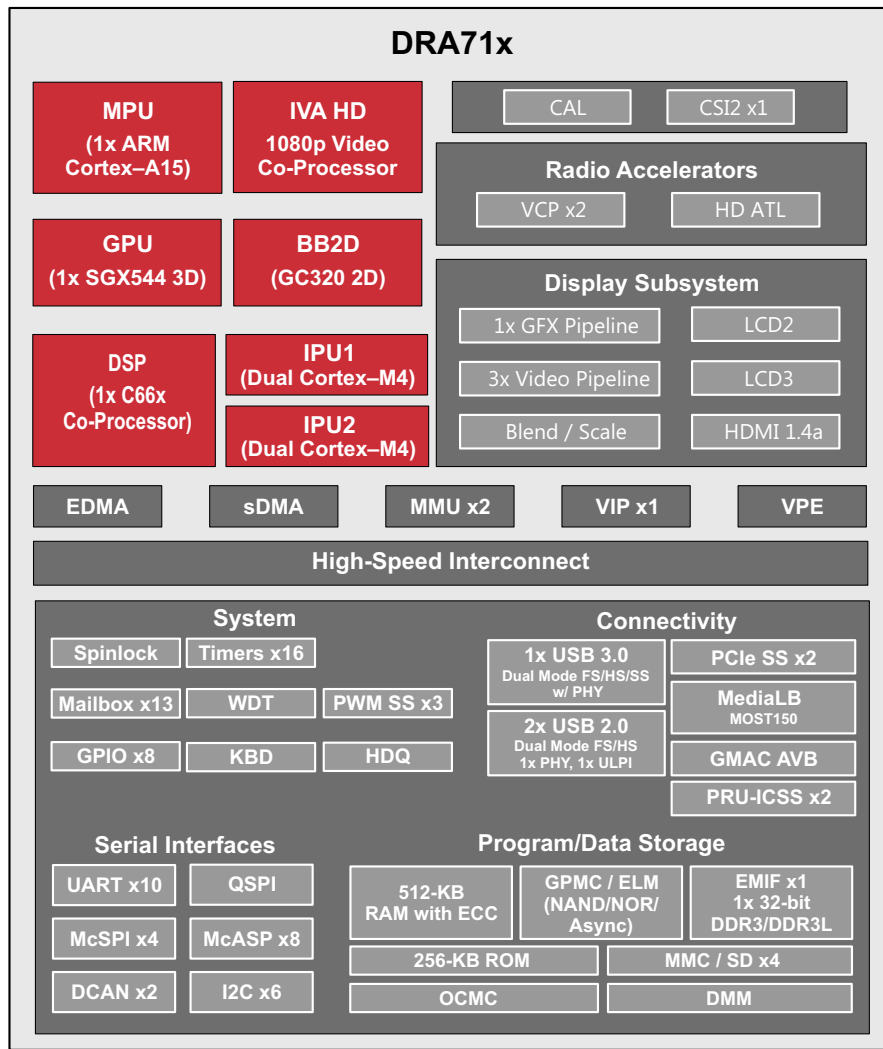 DRA71x
MPU
(1x ARM
Cortex–A15)
IVA HD
1080p Video
Co-Processor
CAL
CSI2 x1
Radio Accelerators
VCP x2
HD ATL
GPU
(1x SGX544 3D)
BB2D
(GC320 2D)
Display Subsystem
1x GFX Pipeline
LCD2
3x Video Pipeline
LCD3
Blend / Scale
HDMI 1.4a
DSP
(1x C66x
Co-Processor)
IPU1
(Dual Cortex–M4)
IPU2
(Dual Cortex–M4)
EDMA
sDMA
MMU x2
VIP x1
VPE
High-Speed Interconnect
System
Spinlock
Timers x16
Mailbox x13
WDT
PWM SS x3
GPIO x8
KBD
HDQ
Connectivity
1x USB 3.0
Dual Mode FS/HS/SS
w/ PHY
2x USB 2.0
Dual Mode FS/HS
1x PHY, 1x ULPI
PCIe SS x2
MediaLB
MOST150
GMAC AVB
PRU-ICSS x2
Serial Interfaces
UART x10
QSPI
McSPI x4
McASP x8
DCAN x2
I2C x6
Program/Data Storage
512-KB
RAM with ECC
GPMC / ELM
(NAND/NOR/
Async)
EMIF x1
1x 32-bit
DDR3/DDR3L
256-KB ROM
MMC / SD x4
OCMC
DMM